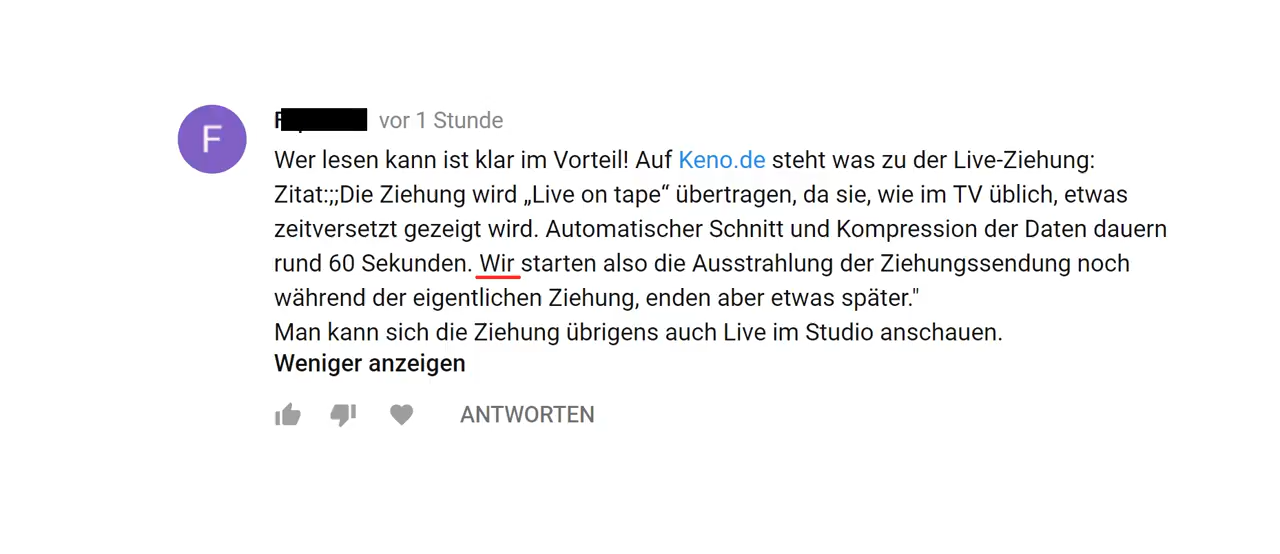 F
vor 1 Stunde
Wer lesen kann ist klar im Vorteil! Auf Keno.de steht was zu der Live-Ziehung:
Zitat:;;Die Ziehung wird „Live on tape“ übertragen, da sie, wie im TV üblich, etwas
zeitversetzt gezeigt wird. Automatischer Schnitt und Kompression der Daten dauern
rund 60 Sekunden. Wir starten also die Ausstrahlung der Ziehungssendung noch
während der eigentlichen Ziehung, enden aber etwas später."
Man kann sich die Ziehung übrigens auch Live im Studio anschauen.
Weniger anzeigen
ANTWORTEN